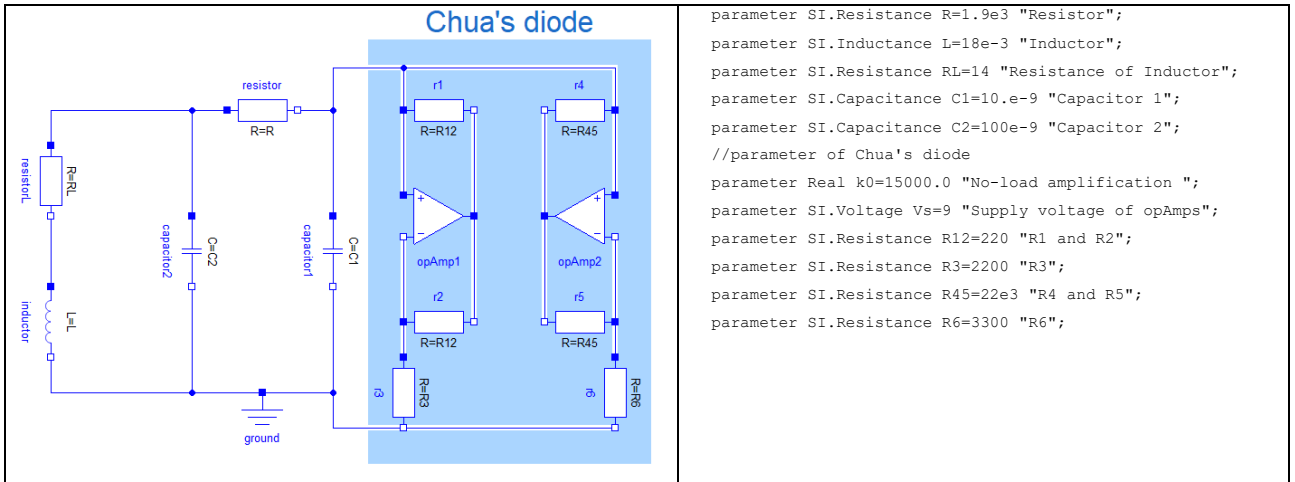 Chua's diode
resistor
R=R
r1
R=R12
r4
R=R45
resistorL
R=RL
inductor
L=L
capacitor2
C=C2
capacitor1
C=C1
+
−
opAmp1
+
−
opAmp2
r2
R=R12
r5
R=R45
r3
R=R3
r6
R=R6
ground
parameter SI.Resistance R=1.9e3 "Resistor";
parameter SI.Inductance L=18e-3 "Inductor";
parameter SI.Resistance RL=14 "Resistance of Inductor";
parameter SI.Capacitance C1=10.e-9 "Capacitor 1";
parameter SI.Capacitance C2=100e-9 "Capacitor 2";
//parameter of Chua's diode
parameter Real k0=15000.0 "No-load amplification ";
parameter SI.Voltage Vs=9 "Supply voltage of opAmps";
parameter SI.Resistance R12=220 "R1 and R2";
parameter SI.Resistance R3=2200 "R3";
parameter SI.Resistance R45=22e3 "R4 and R5";
parameter SI.Resistance R6=3300 "R6";